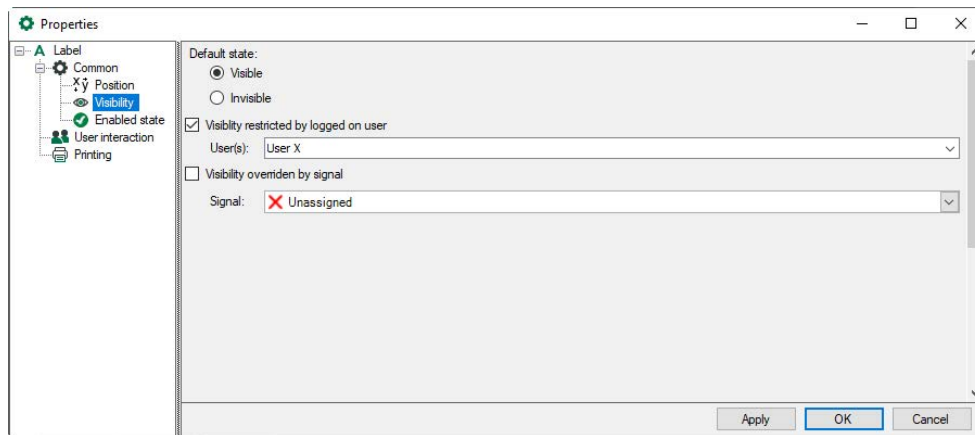 Properties
Label
Common
Position
Visibility
Enabled state
User interaction
Printing
Default state:
Visible
Invisible
Visiblity restricted by logged on user
User(s): User X
Visibility overriden by signal
Signal: Unassigned
Apply OK Cancel